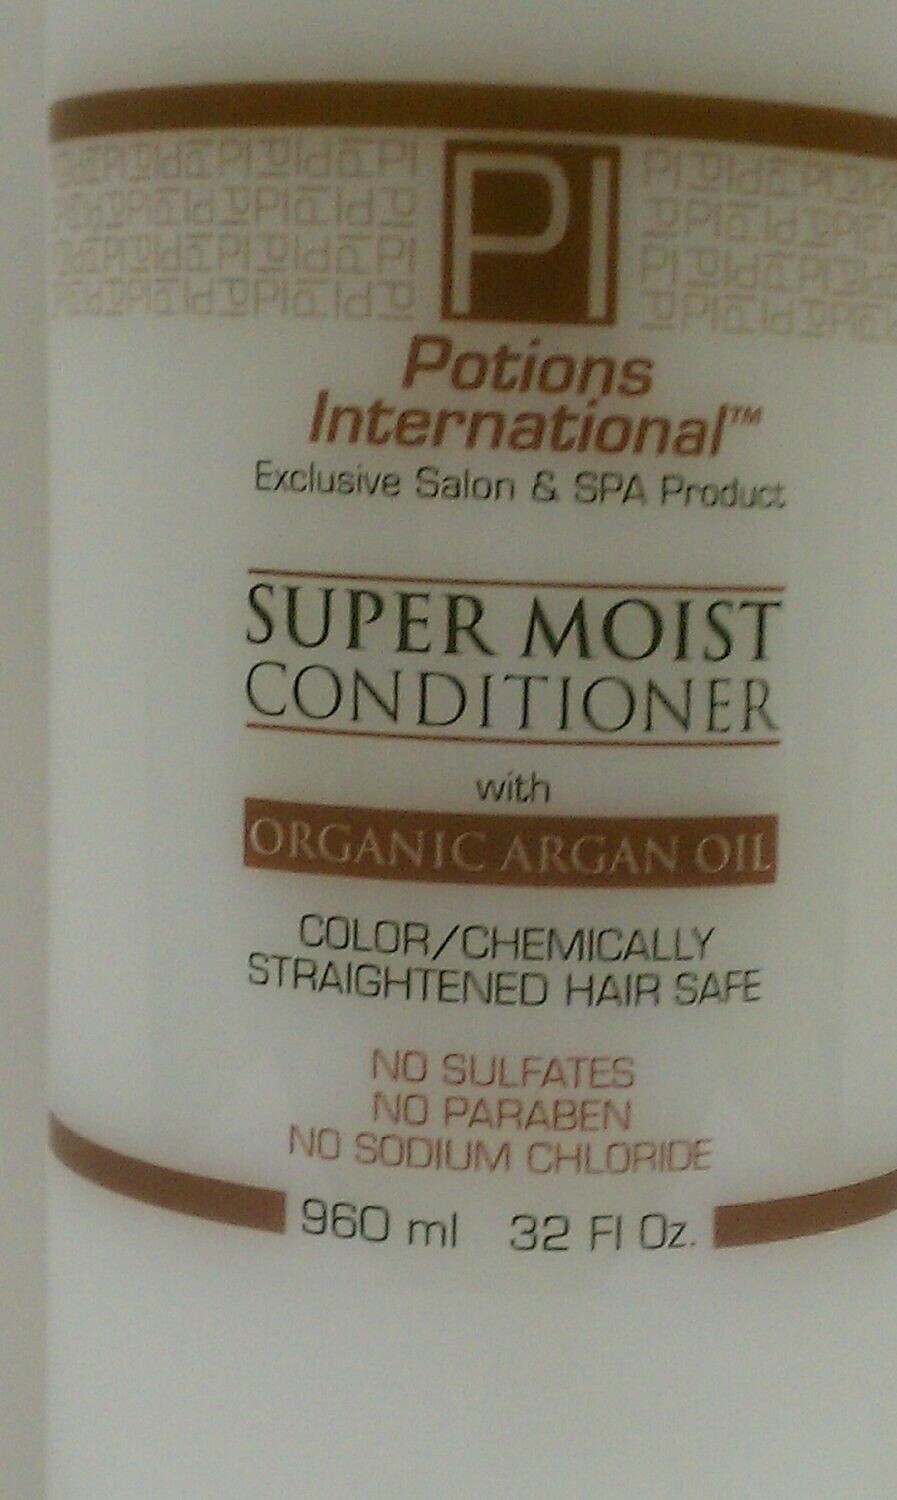 PI
Potions
International™
Exclusive Salon & SPA Product
SUPER MOIST
CONDITIONER
with
ORGANIC ARGAN OIL
COLOR/CHEMICALLY
STRAIGHTENED HAIR SAFE
NO SULFATES
NO PARABEN
NO SODIUM CHLORIDE
960 ml 32 Fl Oz.